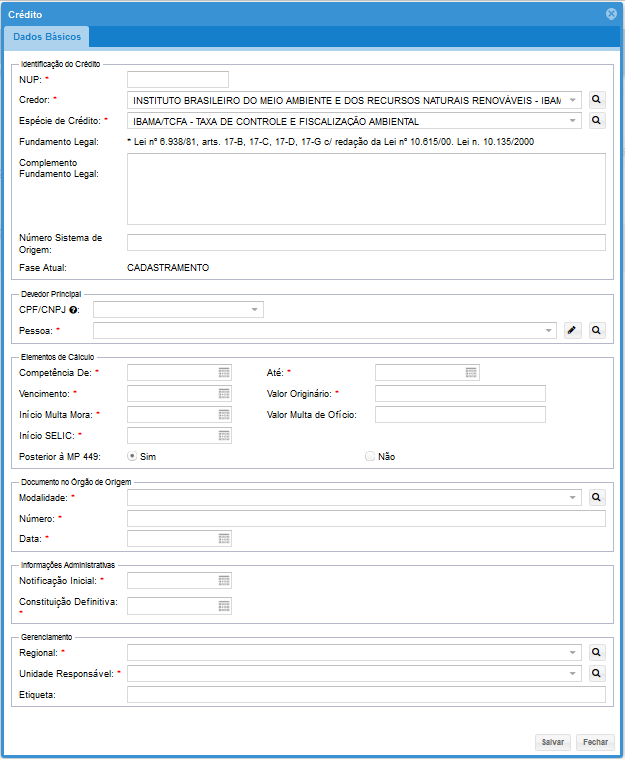 Crédito
Dados Básicos
Identificação do Crédito
NUP: *
Credor: * INSTITUTO BRASILEIRO DO MEIO AMBIENTE E DOS RECURSOS NATURAIS RENOVÁVEIS - IBAM
Espécie de Crédito: * IBAMA/TCFA - TAXA DE CONTROLE E FISCALIZAÇÃO AMBIENTAL
Fundamento Legal: * Lei nº 6.938/81, arts. 17-B, 17-C, 17-D, 17-G c/ redação da Lei nº 10.615/00. Lei n. 10.135/2000
Complemento
Fundamento Legal:
Número Sistema de
Origem:
Fase Atual: CADASTRAMENTO
Devedor Principal
CPF/CNPJ ?:
Pessoa: *
Elementos de Cálculo
Competência De: * Até: *
Vencimento: * Valor Originário: *
Início Multa Mora: * Valor Multa de Ofício:
Início SELIC: *
Posterior à MP 449: Sim Não
Documento no Órgão de Origem
Modalidade: *
Número: *
Data: *
Informações Administrativas
Notificação Inicial: *
Constituição Definitiva:
*
Gerenciamento
Regional: *
Unidade Responsável: *
Etiqueta:
Salvar Fechar